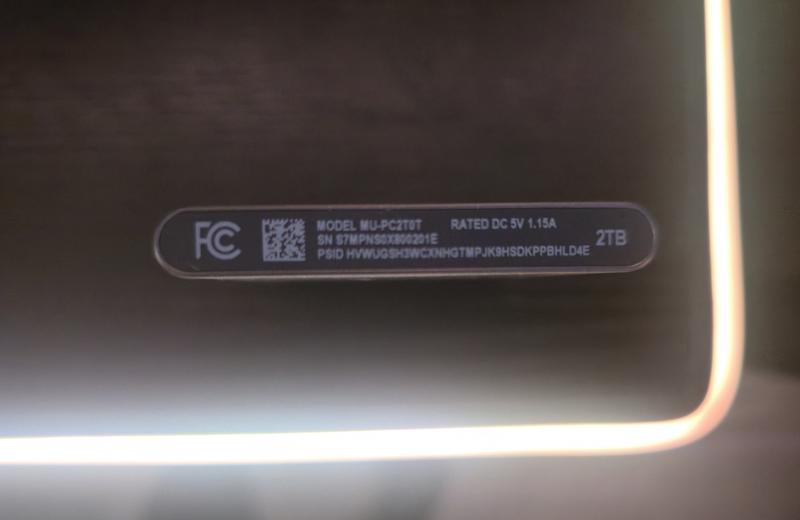 FC
MODEL MU-PC2T0T RATED DC 5V 1.15A
SN S7MPNS0X800201E
PSID HVWUGSH3WCXNHGTMPJK9HSDKPPBHLD4E
2TB